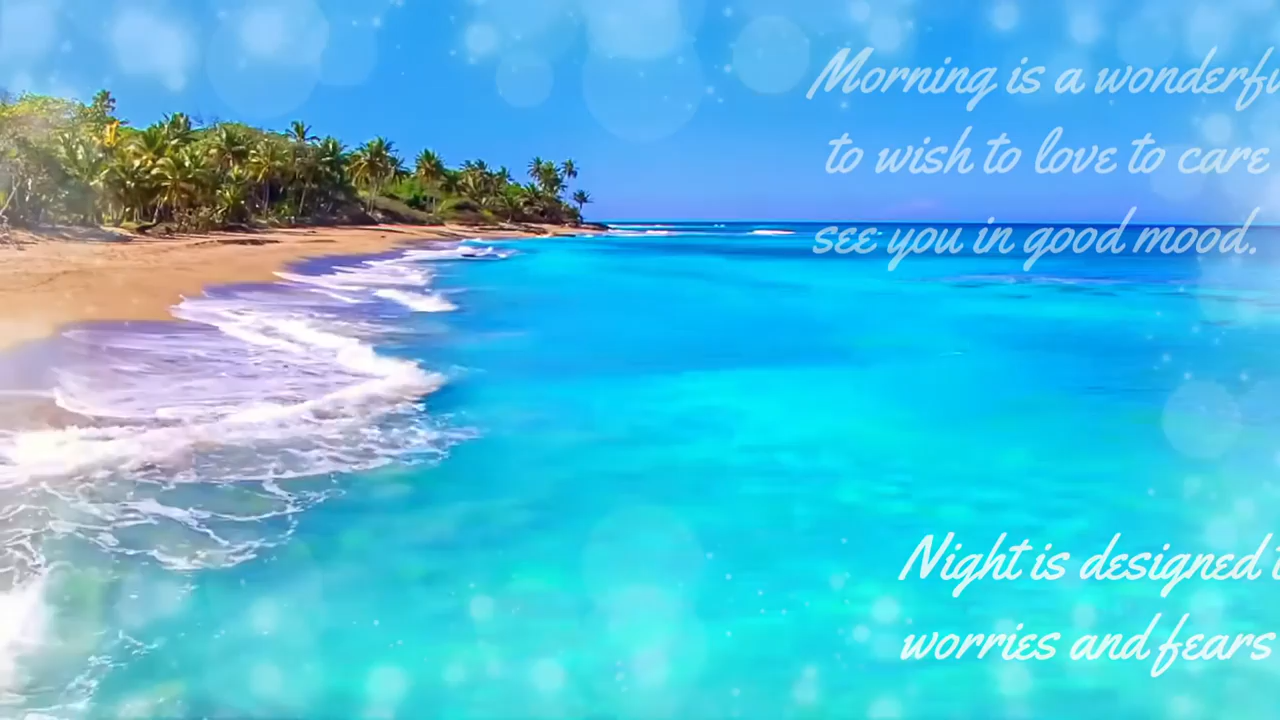 Morning is a wonderfu
to wish to love to care
see you in good mood.
Night is designed t
worries and fears